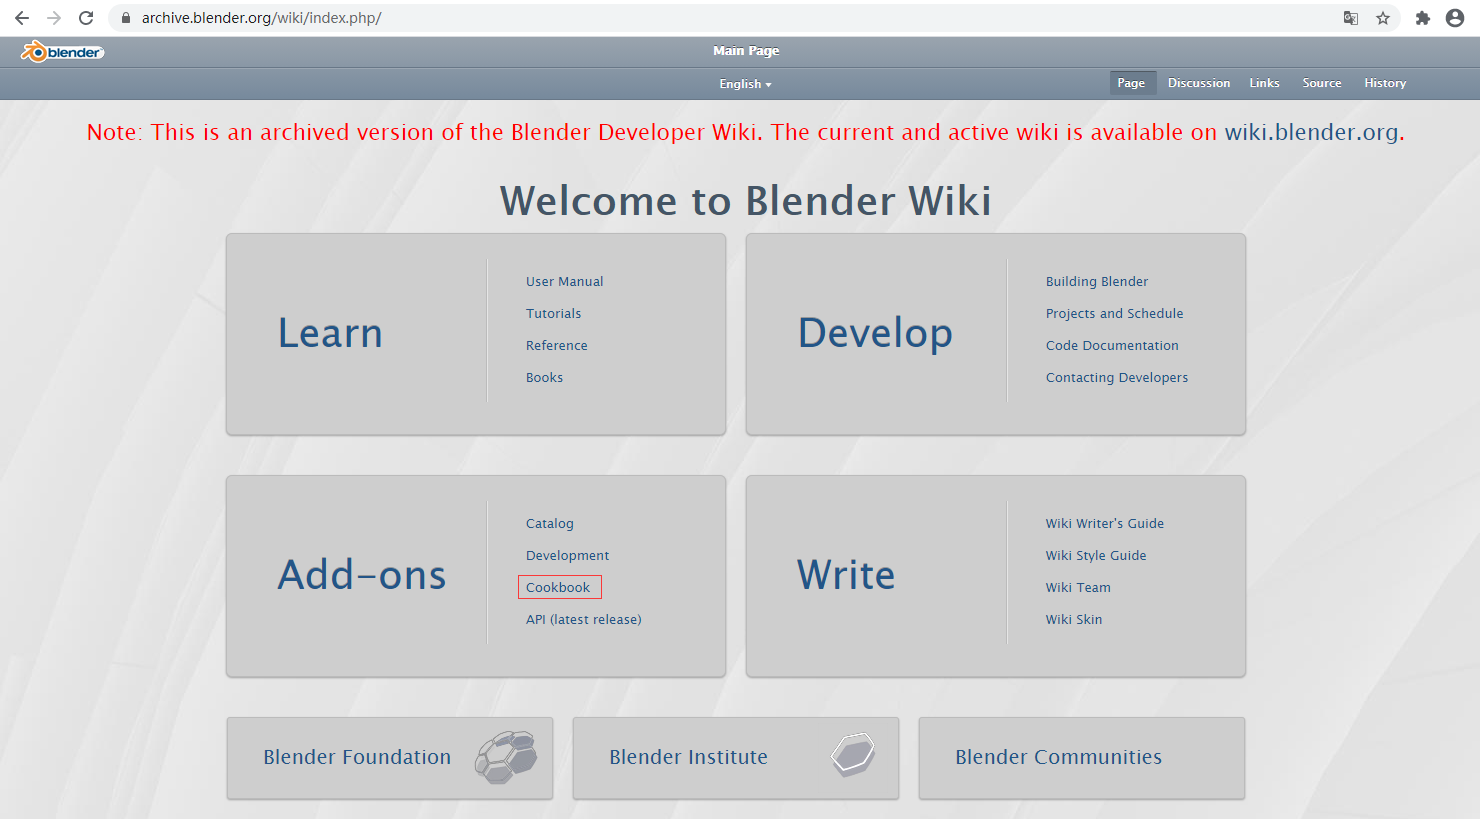 archive.blender.org/wiki/index.php/
blender
Main Page
English
Page Discussion Links Source History
Note: This is an archived version of the Blender Developer Wiki. The current and active wiki is available on wiki.blender.org.
Welcome to Blender Wiki
Learn
User Manual
Tutorials
Reference
Books
Develop
Building Blender
Projects and Schedule
Code Documentation
Contacting Developers
Add-ons
Catalog
Development
Cookbook
API (latest release)
Write
Wiki Writer's Guide
Wiki Style Guide
Wiki Team
Wiki Skin
Blender Foundation
Blender Institute
Blender Communities